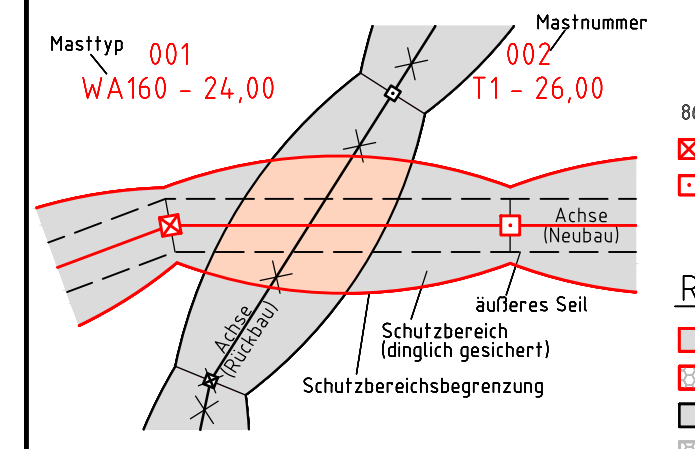 Mastnummer
Masttyp
001
002
WA160 - 24,00
T1 - 26,00
Achse
(Neubau)
äußeres Seil
Achse
(Rückbau)
Schutzbereich
(dinglich gesichert)
Schutzbereichsbegrenzung